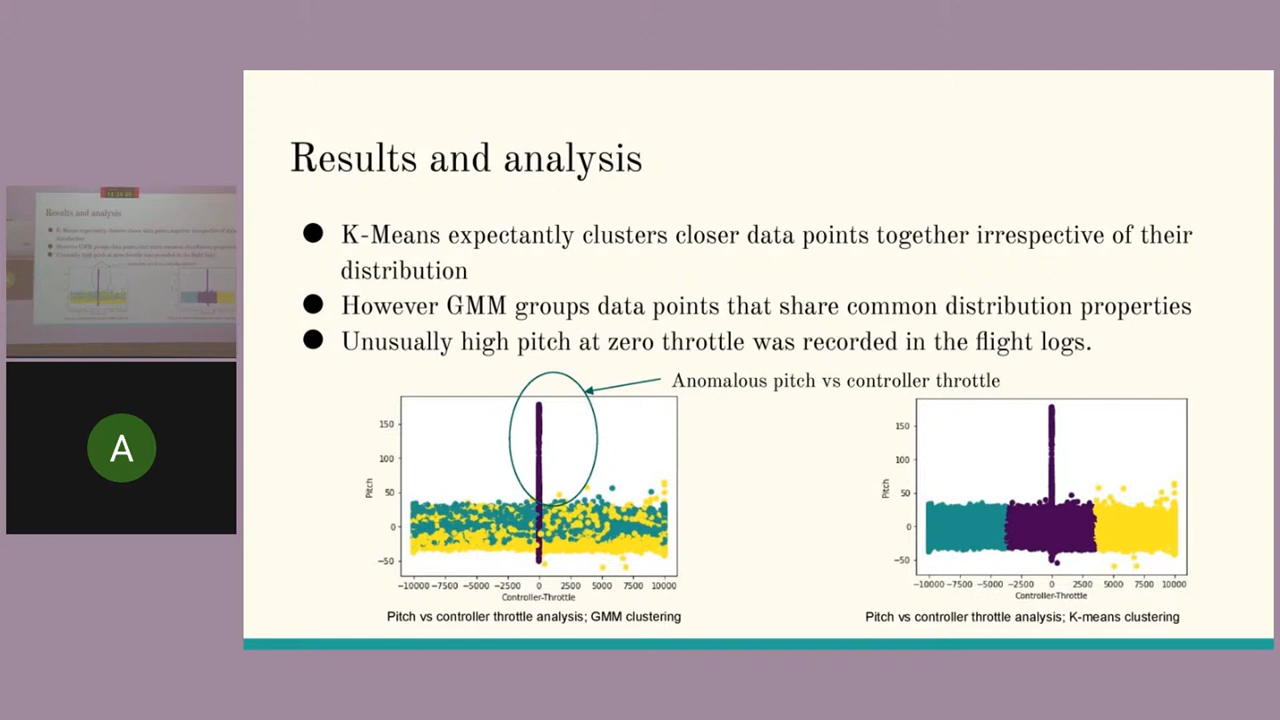 Results and analysis
● K-Means expectantly clusters closer data points together irrespective of their
distribution
● However GMM groups data points that share common distribution properties
● Unusually high pitch at zero throttle was recorded in the flight logs.
Anomalous pitch vs controller throttle
150
100
50
0
−50
Pitch
−10000 −7500 −5000 −2500 0 2500 5000 7500 10000
Controller-Throttle
Pitch vs controller throttle analysis; GMM clustering
150
100
50
0
−50
Pitch
−10000 −7500 −5000 −2500 0 2500 5000 7500 10000
Controller-Throttle
Pitch vs controller throttle analysis; K-means clustering
Results and analysis
A